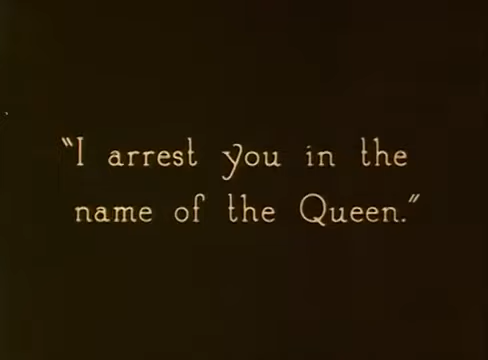 "I arrest you in the
name of the Queen."